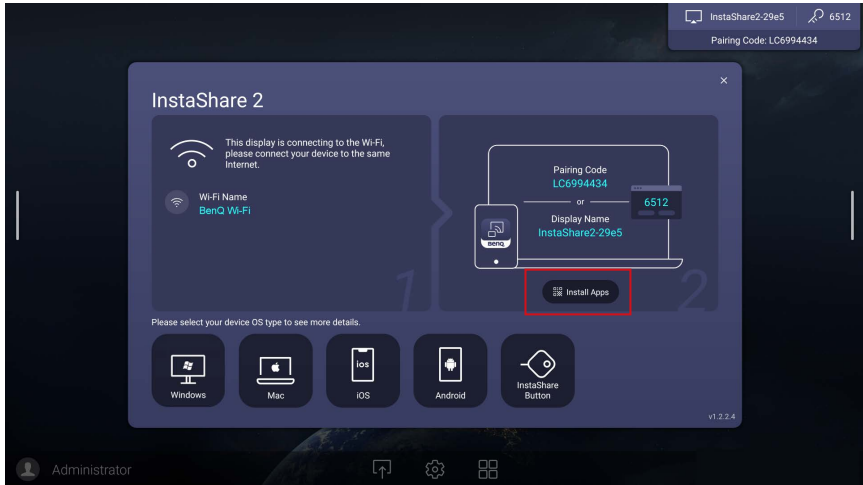 InstaShare2-29e5
6512
Pairing Code: LC6994434
InstaShare 2
This display is connecting to the Wi-Fi,
please connect your device to the same
Internet.
Wi-Fi Name
BenQ Wi-Fi
1
Pairing Code
LC6994434
or
Display Name
InstaShare2-29e5
6512
BenQ
Install Apps
2
Please select your device OS type to see more details.
Windows
Mac
ios
iOS
Android
InstaShare
Button
v1.2.2.4
Administrator